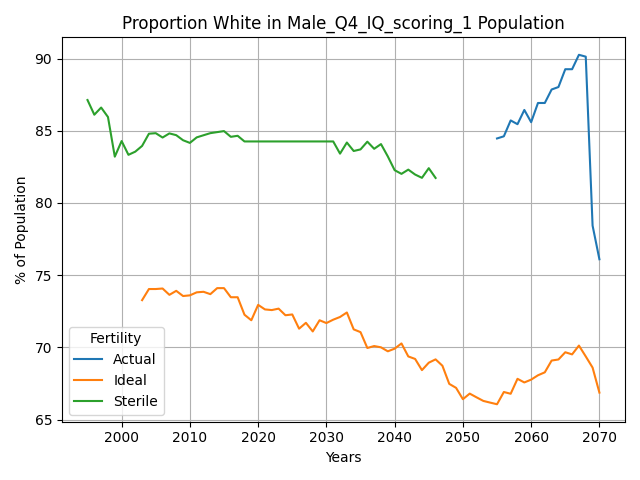 Proportion White in Male_Q4_IQ_scoring_1 Population
% of Population
90
85
80
75
70
65
Fertility
Actual
Ideal
Sterile
2000 2010 2020 2030 2040 2050 2060 2070
Years